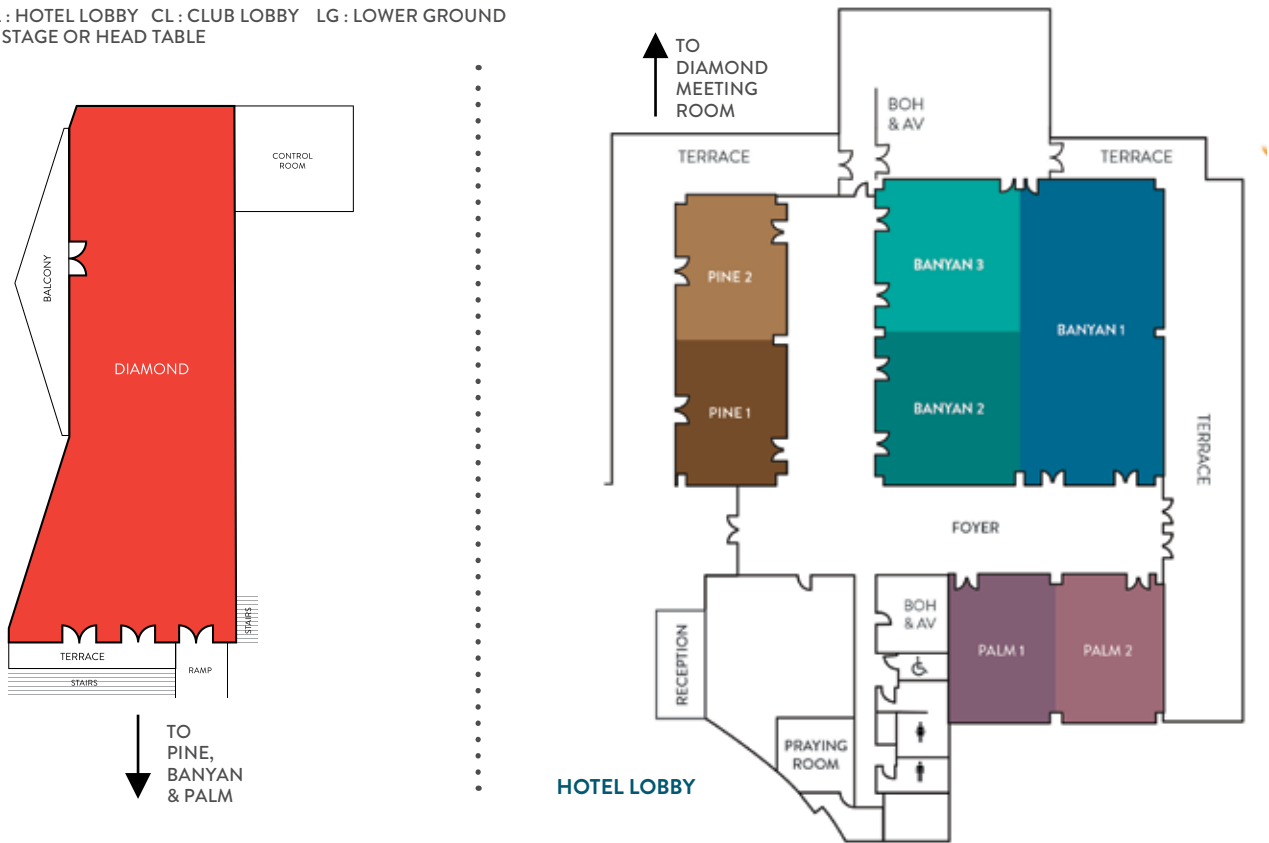 : HOTEL LOBBY CL : CLUB LOBBY LG : LOWER GROUND
STAGE OR HEAD TABLE
CONTROL
ROOM
BALCONY
DIAMOND
STAIRS
TERRACE
RAMP
STAIRS
TO
PINE,
BANYAN
& PALM
TO
DIAMOND
MEETING
ROOM
BOH
& AV
TERRACE
TERRACE
PINE 2
BANYAN 3
BANYAN 1
PINE 1
BANYAN 2
TERRACE
FOYER
BOH
& AV
RECEPTION
PALM 1
PALM 2
PRAYING
ROOM
HOTEL LOBBY